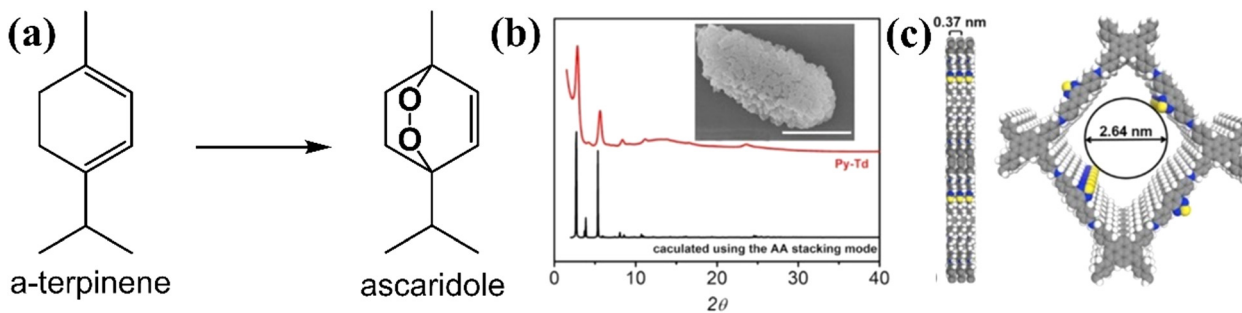 (a)
O
O
a-terpinene
ascaridole
(b)
Py-Td
caculated using the AA stacking mode
0 10 20 30 40
2θ
(c)
0.37 nm
2.64 nm